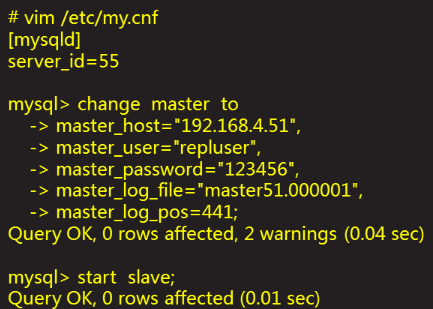 # vim /etc/my.cnf
[mysqld]
server_id=55
mysql> change master to
-> master_host="192.168.4.51",
-> master_user="repluser",
-> master_password="123456",
-> master_log_file="master51.000001",
-> master_log_pos=441;
Query OK, 0 rows affected, 2 warnings (0.04 sec)
mysql> start slave;
Query OK, 0 rows affected (0.01 sec)